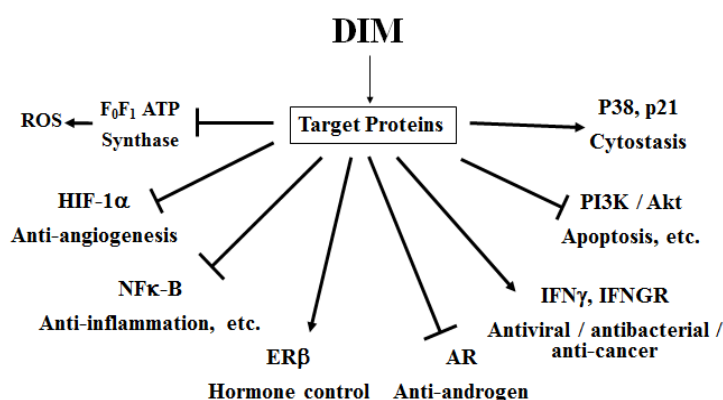 DIM
Target Proteins
F₀F₁ ATP
Synthase
ROS
P38, p21
Cytostasis
HIF-1α
Anti-angiogenesis
PI3K / Akt
Apoptosis, etc.
NFκ-B
Anti-inflammation, etc.
IFNγ, IFNGR
Antiviral / antibacterial /
anti-cancer
ERβ
Hormone control
AR
Anti-androgen